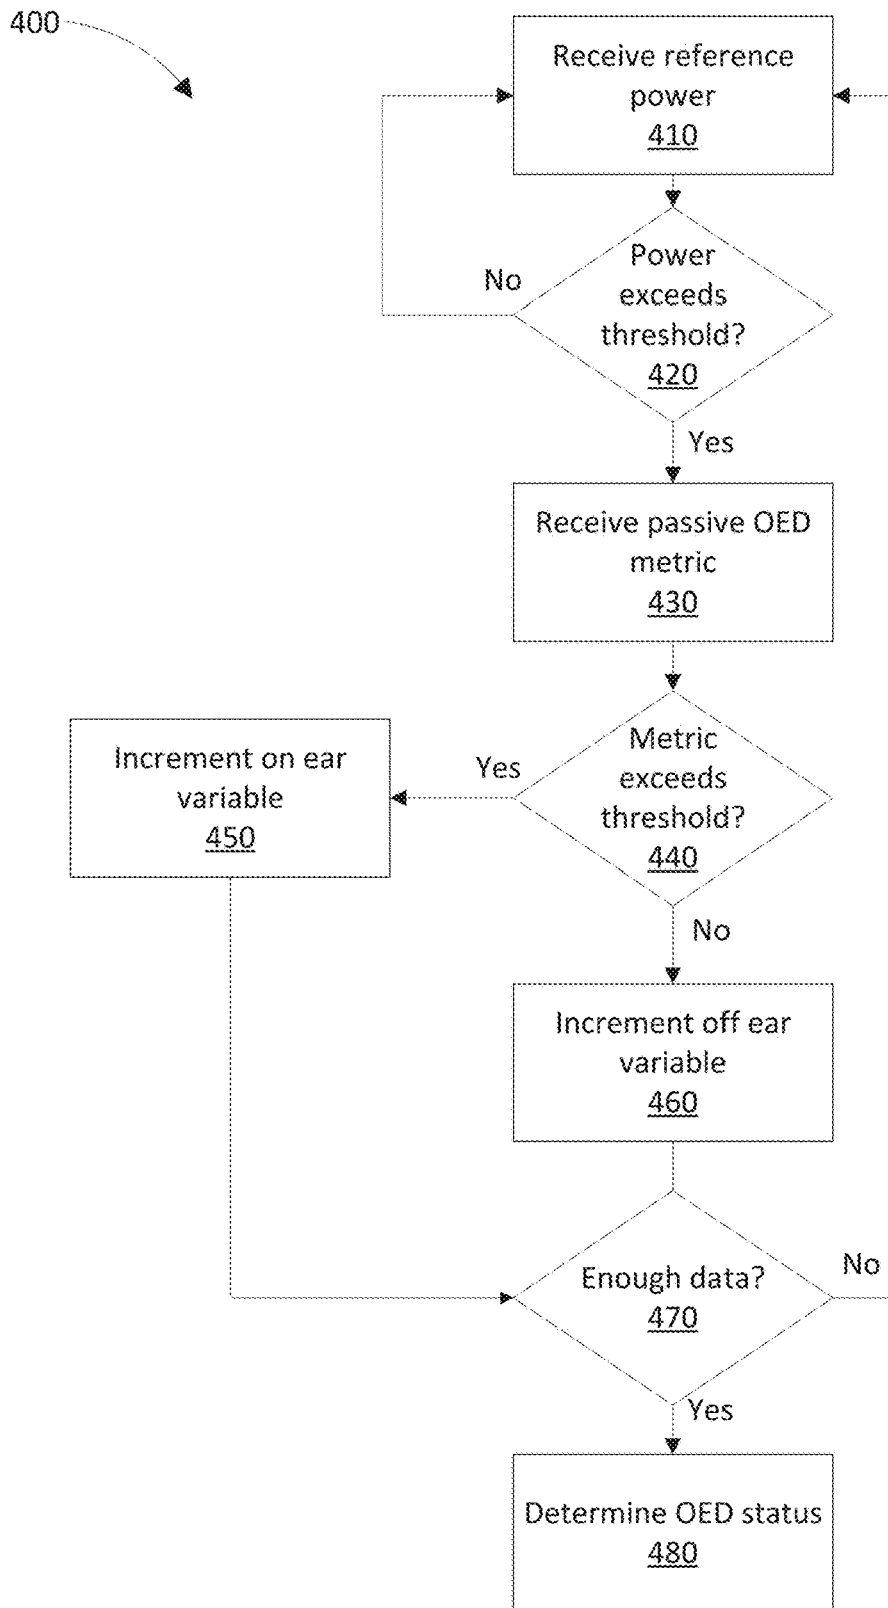 400
Receive reference
power
410
Power
exceeds
threshold?
420
No
Yes
Receive passive OED
metric
430
Metric
exceeds
threshold?
440
Yes
Increment on ear
variable
450
No
Increment off ear
variable
460
Enough data?
470
No
Yes
Determine OED status
480